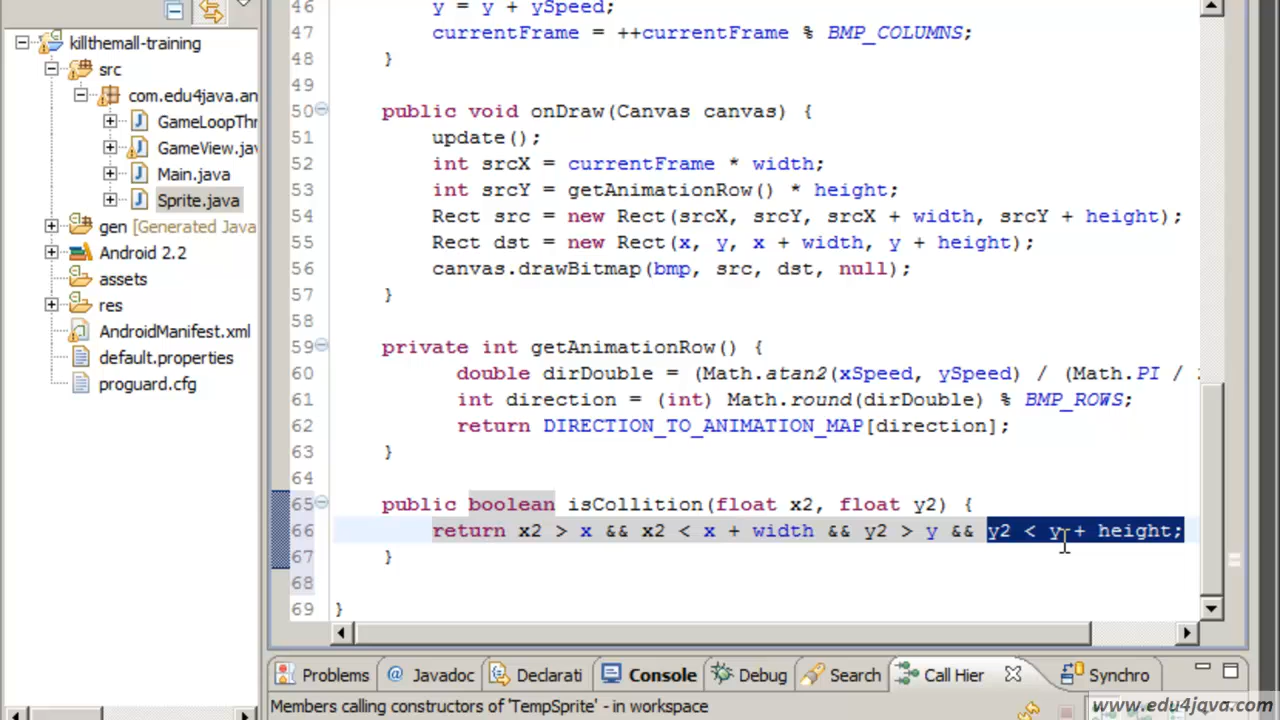 killthemall-training
src
com.edu4java.an
GameLoopThr
GameView.jav
Main.java
Sprite.java
gen [Generated Java
Android 2.2
assets
res
AndroidManifest.xml
default.properties
proguard.cfg
46 y = y + ySpeed;
47 currentFrame = ++currentFrame % BMP_COLUMNS;
48 }
49
50 public void onDraw(Canvas canvas) {
51 update();
52 int srcX = currentFrame * width;
53 int srcY = getAnimationRow() * height;
54 Rect src = new Rect(srcX, srcY, srcX + width, srcY + height);
55 Rect dst = new Rect(x, y, x + width, y + height);
56 canvas.drawBitmap(bmp, src, dst, null);
57 }
58
59 private int getAnimationRow() {
60 double dirDouble = (Math.atan2(xSpeed, ySpeed) / (Math.PI /
61 int direction = (int) Math.round(dirDouble) % BMP_ROWS;
62 return DIRECTION_TO_ANIMATION_MAP[direction];
63 }
64
65 public boolean isCollition(float x2, float y2) {
66 return x2 > x && x2 < x + width && y2 > y && y2 < y + height;
67 }
68
69 }
Problems Javadoc Declarati Console Debug Search Call Hier Synchro
Members calling constructors of 'TempSprite' - in workspace
www.edu4java.com